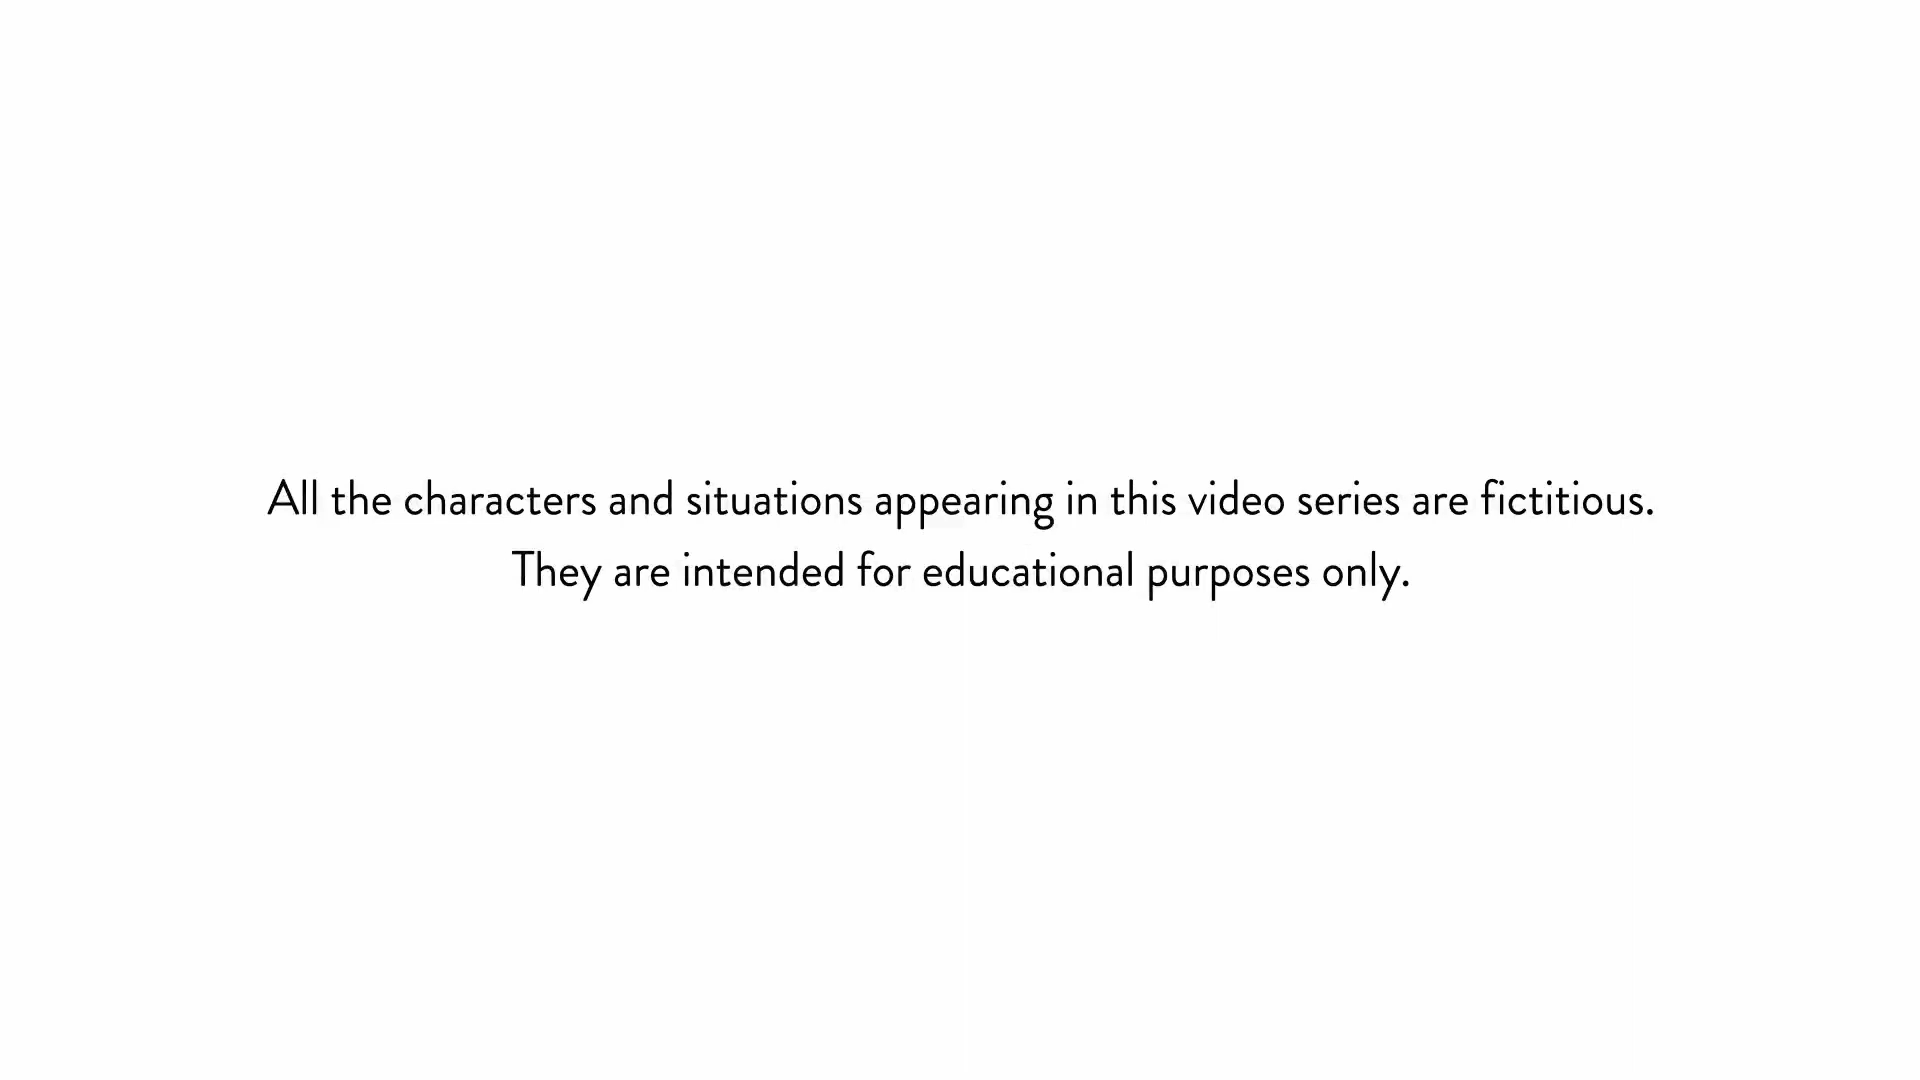 All the characters and situations appearing in this video series are fictitious.
They are intended for educational purposes only.